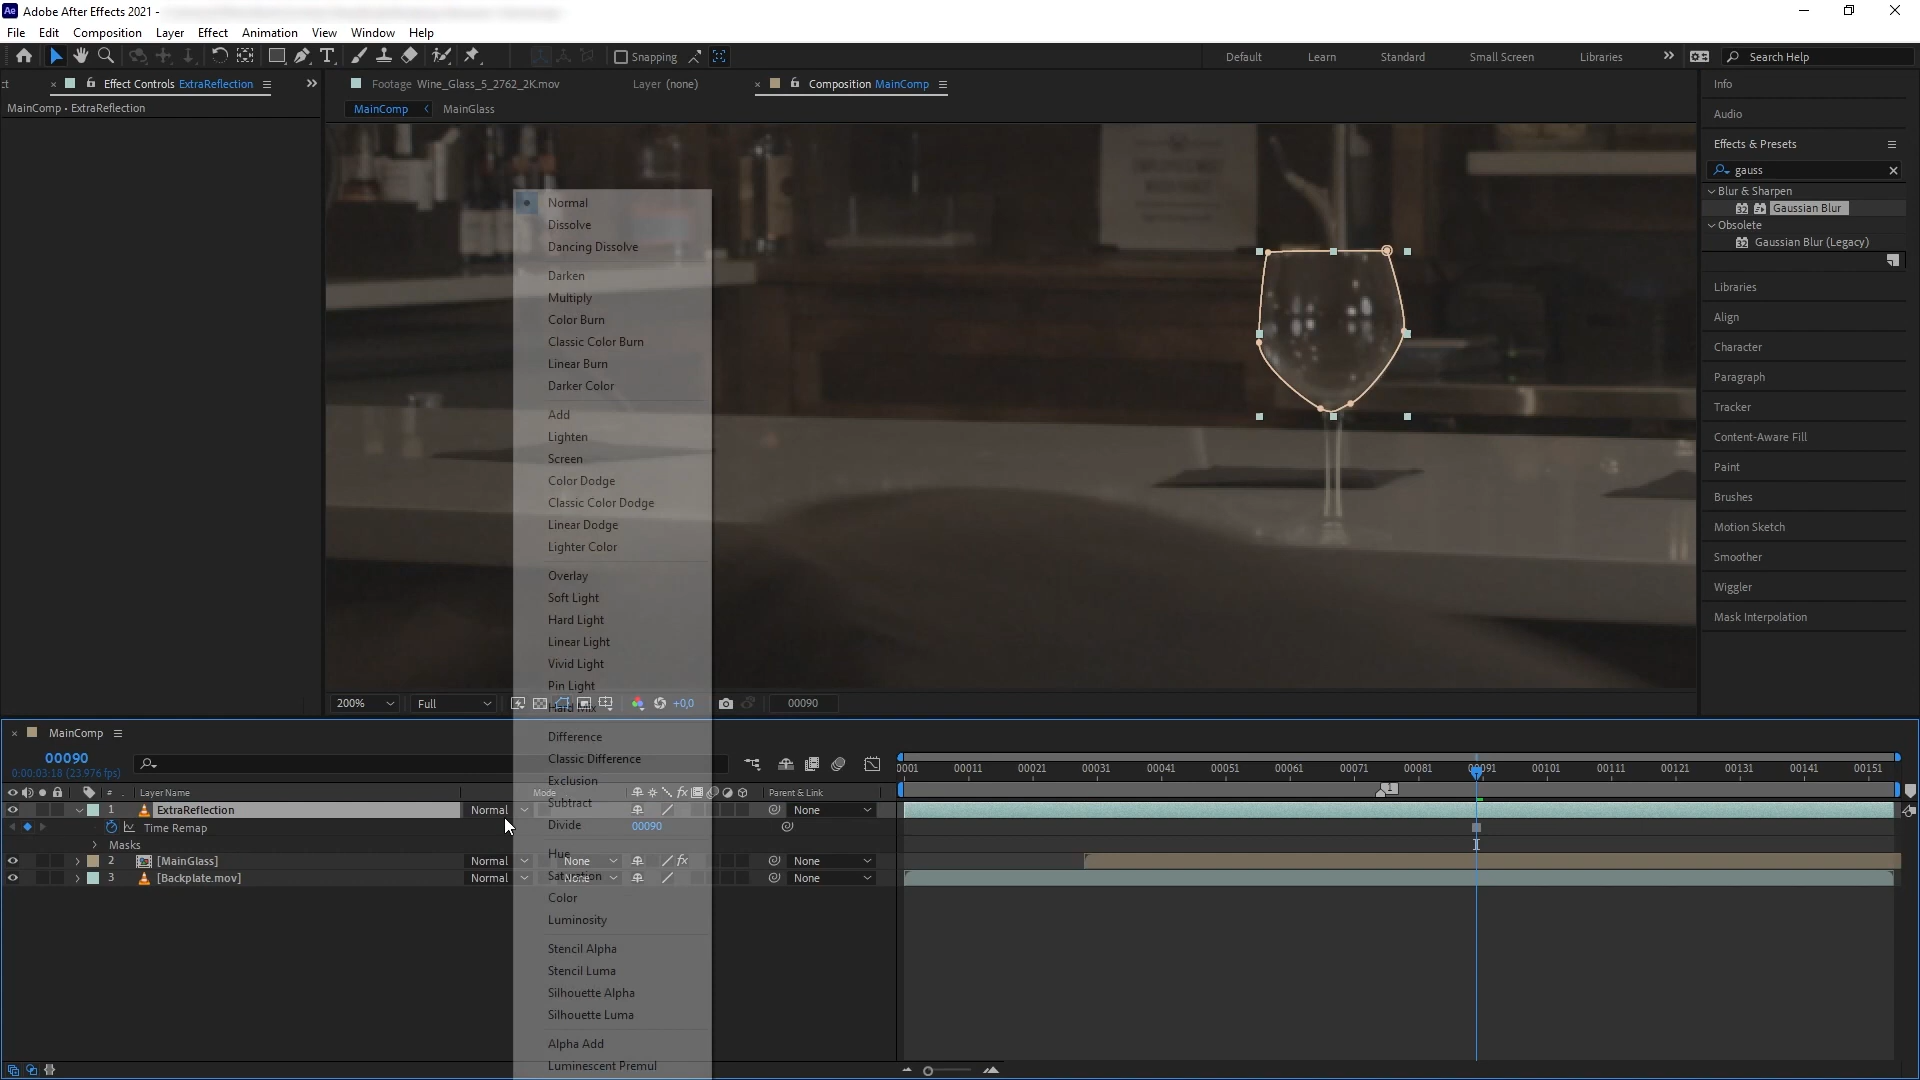 Adobe After Effects 2021 -
File Edit Composition Layer Effect Animation View Window Help
Snapping
Default Learn Standard Small Screen Libraries
Search Help
Effect Controls ExtraReflection
Footage Wine_Glass_5_2762_2K.mov
Layer (none)
Composition MainComp
MainComp • ExtraReflection
MainComp MainGlass
Info
Audio
Effects & Presets
gauss
Blur & Sharpen
Gaussian Blur
Obsolete
Gaussian Blur (Legacy)
Libraries
Align
Character
Paragraph
Tracker
Content-Aware Fill
Paint
Brushes
Motion Sketch
Smoother
Wiggler
Mask Interpolation
Normal
Dissolve
Dancing Dissolve
Darken
Multiply
Color Burn
Classic Color Burn
Linear Burn
Darker Color
Add
Lighten
Screen
Color Dodge
Classic Color Dodge
Linear Dodge
Lighter Color
Overlay
Soft Light
Hard Light
Linear Light
Vivid Light
Pin Light
Hard Mix
Difference
Classic Difference
Exclusion
Subtract
Divide
Hue
Saturation
Color
Luminosity
Stencil Alpha
Stencil Luma
Silhouette Alpha
Silhouette Luma
Alpha Add
Luminescent Premul
200% Full +0,0 00090
MainComp
00090
0:00:03:18 (23.976 fps)
0001 00011 00021 00031 00041 00051 00061 00071 00081 00091 00101 00111 00121 00131 00141 00151
# Layer Name Mode fx Parent & Link
1
1 ExtraReflection Normal None
Time Remap 00090
Masks
2 [MainGlass] Normal None fx None
3 [Backplate.mov] Normal None None